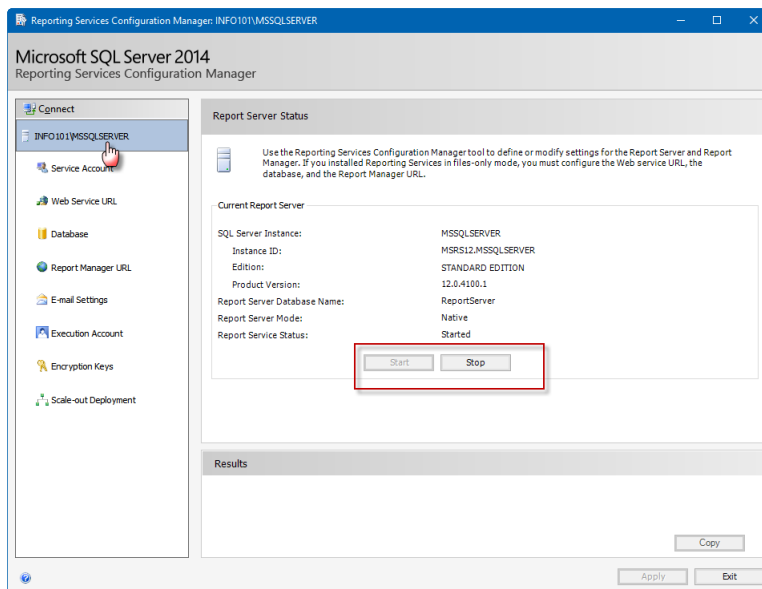 Reporting Services Configuration Manager: INFO101\MSSQLSERVER
Microsoft SQL Server 2014
Reporting Services Configuration Manager
Connect
INFO101\MSSQLSERVER
Service Account
Web Service URL
Database
Report Manager URL
E-mail Settings
Execution Account
Encryption Keys
Scale-out Deployment
Report Server Status
Use the Reporting Services Configuration Manager tool to define or modify settings for the Report Server and Report
Manager. If you installed Reporting Services in files-only mode, you must configure the Web service URL, the
database, and the Report Manager URL.
Current Report Server
SQL Server Instance: MSSQLSERVER
Instance ID: MSRS12.MSSQLSERVER
Edition: STANDARD EDITION
Product Version: 12.0.4100.1
Report Server Database Name: ReportServer
Report Server Mode: Native
Report Service Status: Started
Start Stop
Results
Copy
Apply Exit